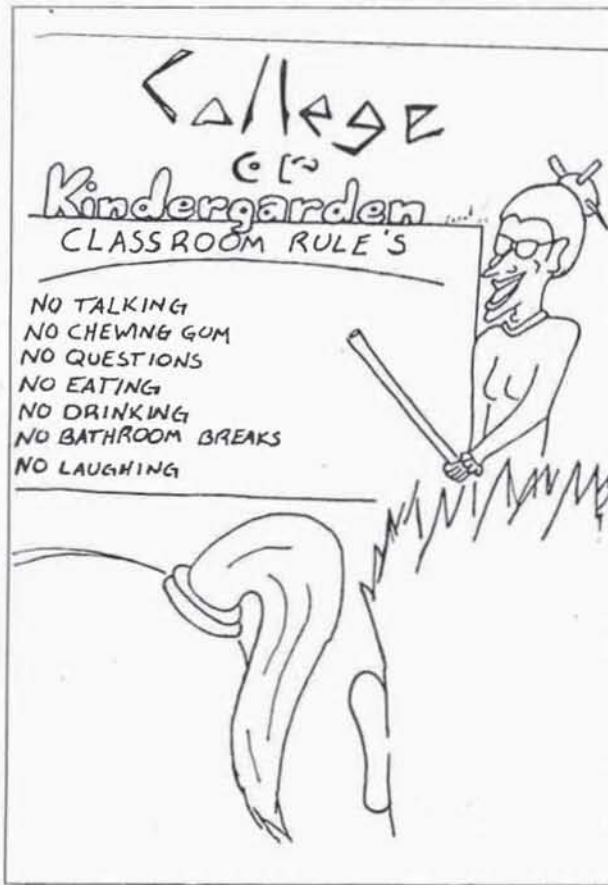 College
or
Kindergarden
CLASSROOM RULE'S
NO TALKING
NO CHEWING GUM
NO QUESTIONS
NO EATING
NO DRINKING
NO BATHROOM BREAKS
NO LAUGHING